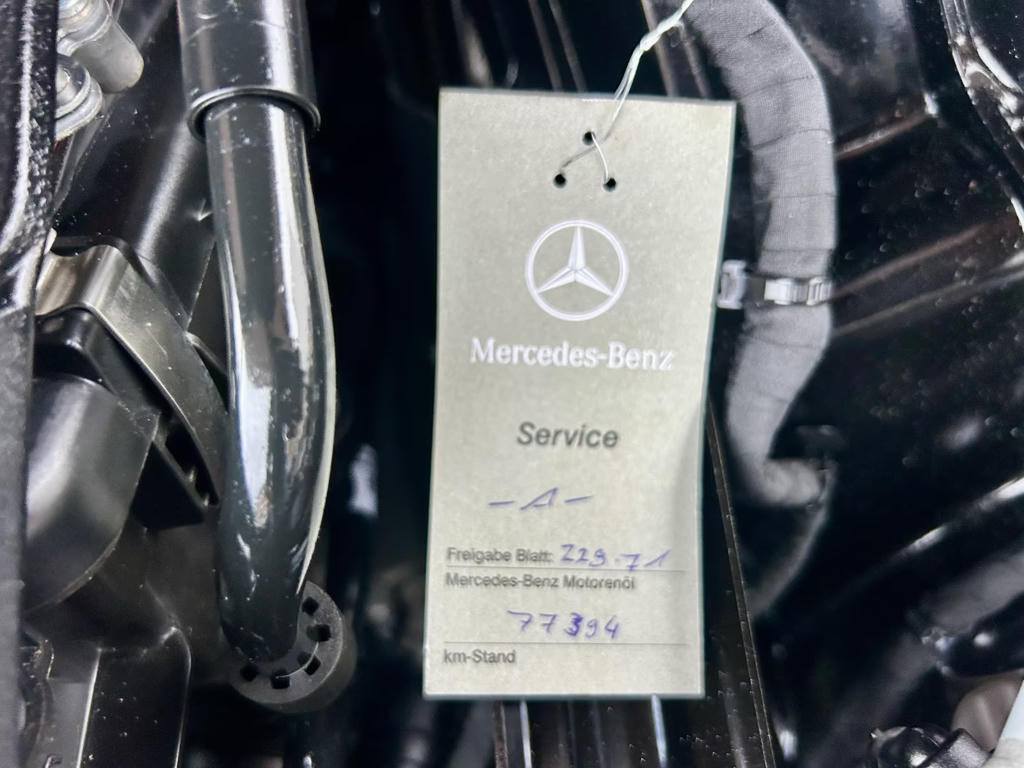 Mercedes-Benz
Service
- A -
Freigabe Blatt: 229.71
Mercedes-Benz Motorenöl
77394
km-Stand